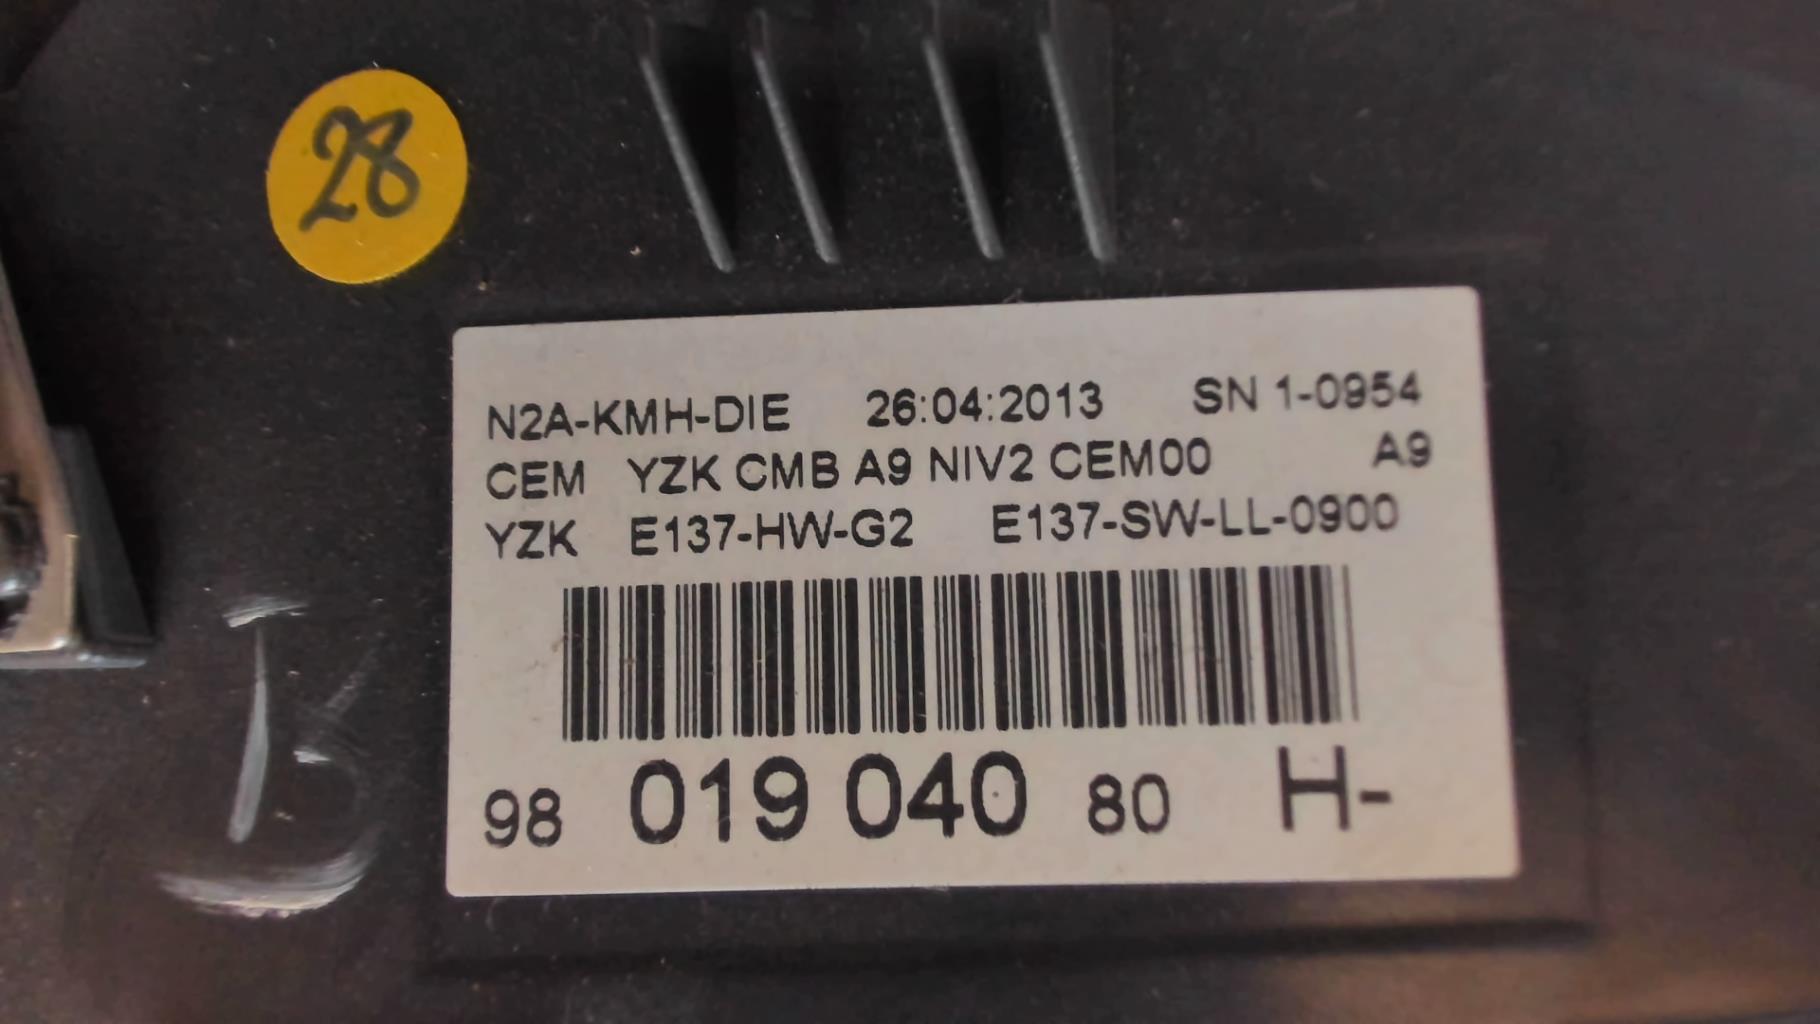 28
N2A-KMH-DIE 26:04:2013 SN 1-0954
CEM YZK CMB A9 NIV2 CEM00 A9
YZK E137-HW-G2 E137-SW-LL-0900
98 019 040 80 H-